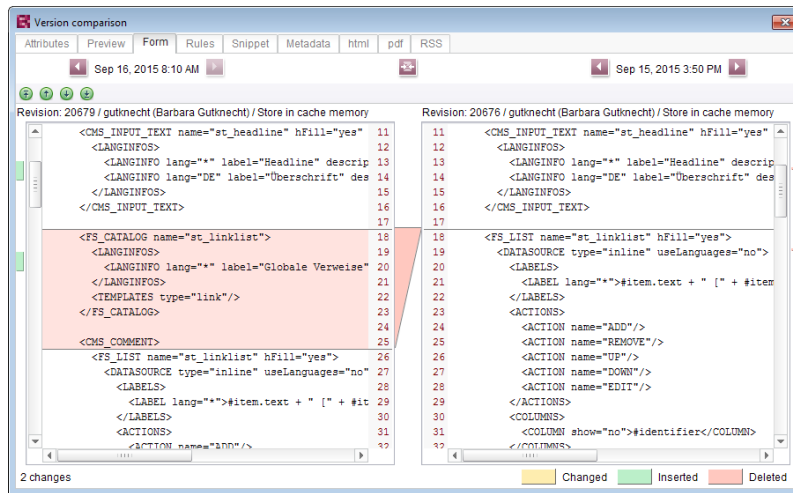 Version comparison
Attributes Preview Form Rules Snippet Metadata html pdf RSS
Sep 16, 2015 8:10 AM Sep 15, 2015 3:50 PM
Revision: 20679 / gutknecht (Barbara Gutknecht) / Store in cache memory
<CMS_INPUT_TEXT name="st_headline" hFill="yes" 11
<LANGINFOS> 12
<LANGINFO lang="*" label="Headline" descrip 13
<LANGINFO lang="DE" label="Überschrift" des 14
</LANGINFOS> 15
</CMS_INPUT_TEXT> 16
17
<FS_CATALOG name="st_linklist"> 18
<LANGINFOS> 19
<LANGINFO lang="*" label="Globale Verweise" 20
</LANGINFOS> 21
<TEMPLATES type="link"/> 22
</FS_CATALOG> 23
24
<CMS_COMMENT> 25
<FS_LIST name="st_linklist" hFill="yes"> 26
<DATASOURCE type="inline" useLanguages="no" 27
<LABELS> 28
<LABEL lang="*">#item.text + " [" + #it 29
</LABELS> 30
<ACTIONS> 31
<ACTION name="ADD"/> 32
Revision: 20676 / gutknecht (Barbara Gutknecht) / Store in cache memory
11 <CMS_INPUT_TEXT name="st_headline" hFill="yes"
12 <LANGINFOS>
13 <LANGINFO lang="*" label="Headline" descrip
14 <LANGINFO lang="DE" label="Überschrift" des
15 </LANGINFOS>
16 </CMS_INPUT_TEXT>
17
18 <FS_LIST name="st_linklist" hFill="yes">
19 <DATASOURCE type="inline" useLanguages="no">
20 <LABELS>
21 <LABEL lang="*">#item.text + " [" + #item
22 </LABELS>
23 <ACTIONS>
24 <ACTION name="ADD"/>
25 <ACTION name="REMOVE"/>
26 <ACTION name="UP"/>
27 <ACTION name="DOWN"/>
28 <ACTION name="EDIT"/>
29 </ACTIONS>
30 <COLUMNS>
31 <COLUMN show="no">#identifier</COLUMN>
32 </COLUMNS>
2 changes Changed Inserted Deleted